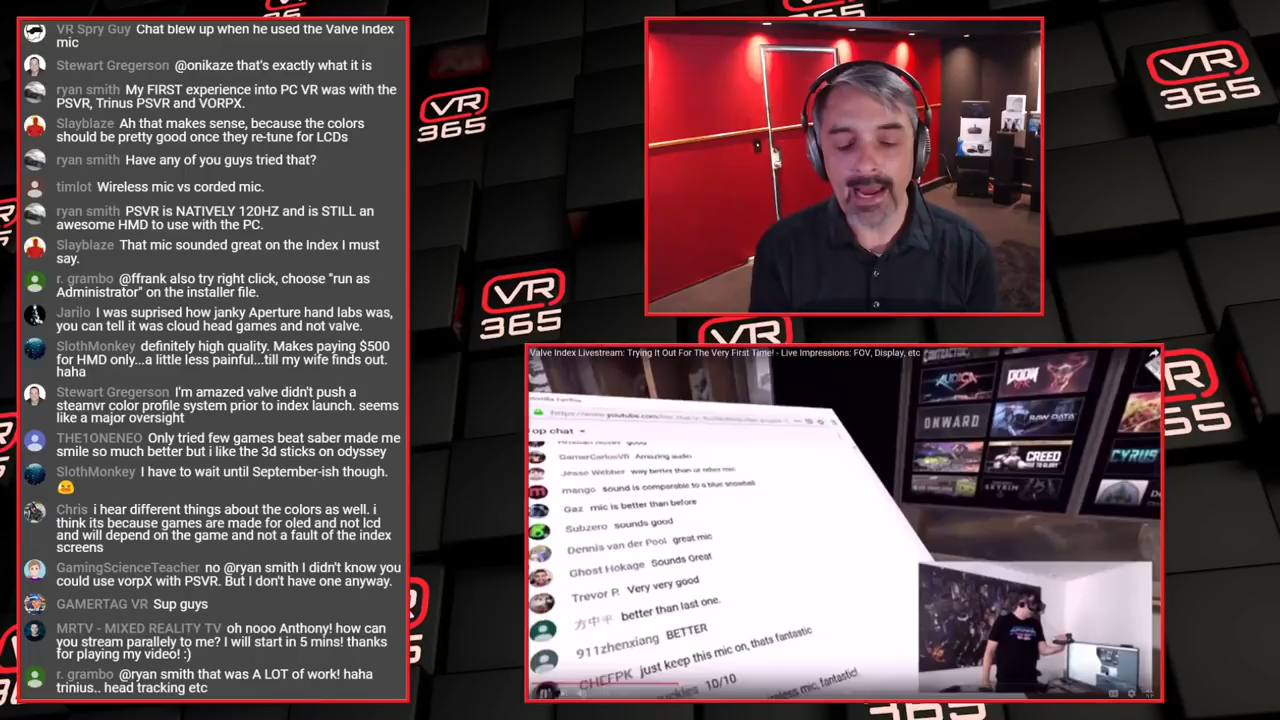 VR Spry Guy Chat blew up when he used the Valve Index
mic
Stewart Gregerson @onikaze that's exactly what it is
ryan smith My FIRST experience into PC VR was with the
PSVR, Trinus PSVR and VORPX.
Slayblaze Ah that makes sense, because the colors
should be pretty good once they re-tune for LCDs
ryan smith Have any of you guys tried that?
timlot Wireless mic vs corded mic.
ryan smith PSVR is NATIVELY 120HZ and is STILL an
awesome HMD to use with the PC.
Slayblaze That mic sounded great on the Index I must
say.
r. grambo @ffrank also try right click, choose "run as
Administrator" on the installer file.
Jarilo I was suprised how janky Aperture hand labs was,
you can tell it was cloud head games and not valve.
SlothMonkey definitely high quality. Makes paying $500
for HMD only...a little less painful...till my wife finds out.
haha
Stewart Gregerson I'm amazed valve didn't push a
steamvr color profile system prior to index launch. seems
like a major oversight
THE1ONENEO Only tried few games beat saber made me
smile so much better but i like the 3d sticks on odyssey
SlothMonkey I have to wait until September-ish though.
Chris i hear different things about the colors as well. i
think its because games are made for oled and not lcd
and will depend on the game and not a fault of the index
screens
GamingScienceTeacher no @ryan smith I didn't know you
could use vorpX with PSVR. But I don't have one anyway.
GAMERTAG VR Sup guys
MRTV - MIXED REALITY TV oh nooo Anthony! how can
you stream parallely to me? I will start in 5 mins! thanks
for playing my video! :)
r. grambo @ryan smith that was A LOT of work! haha
trinius.. head tracking etc
VR
365
VR
365
VR
365
VR
Valve Index Livestream: Trying It Out For The Very First Time! - Live Impressions: FOV, Display, etc
op chat
good
GamerCarlosVR Amazing audio
Jesse Webber way better than ur other mic
mango sound is comparable to a blue snowball
Gaz mic is better than before
Subzero sounds good
Dennis van der Pool great mic
Ghost Hokage Sounds Great
Trevor P. Very very good
方中平 better than last one.
911zhenxiang BETTER
CHEFPK just keep this mic on, thats fantastic
10/10
mic, fantastic!
AUDICA
DOOM
VFR
ONWARD
RAW DATA
CREED
SKYRIM
CYRUS